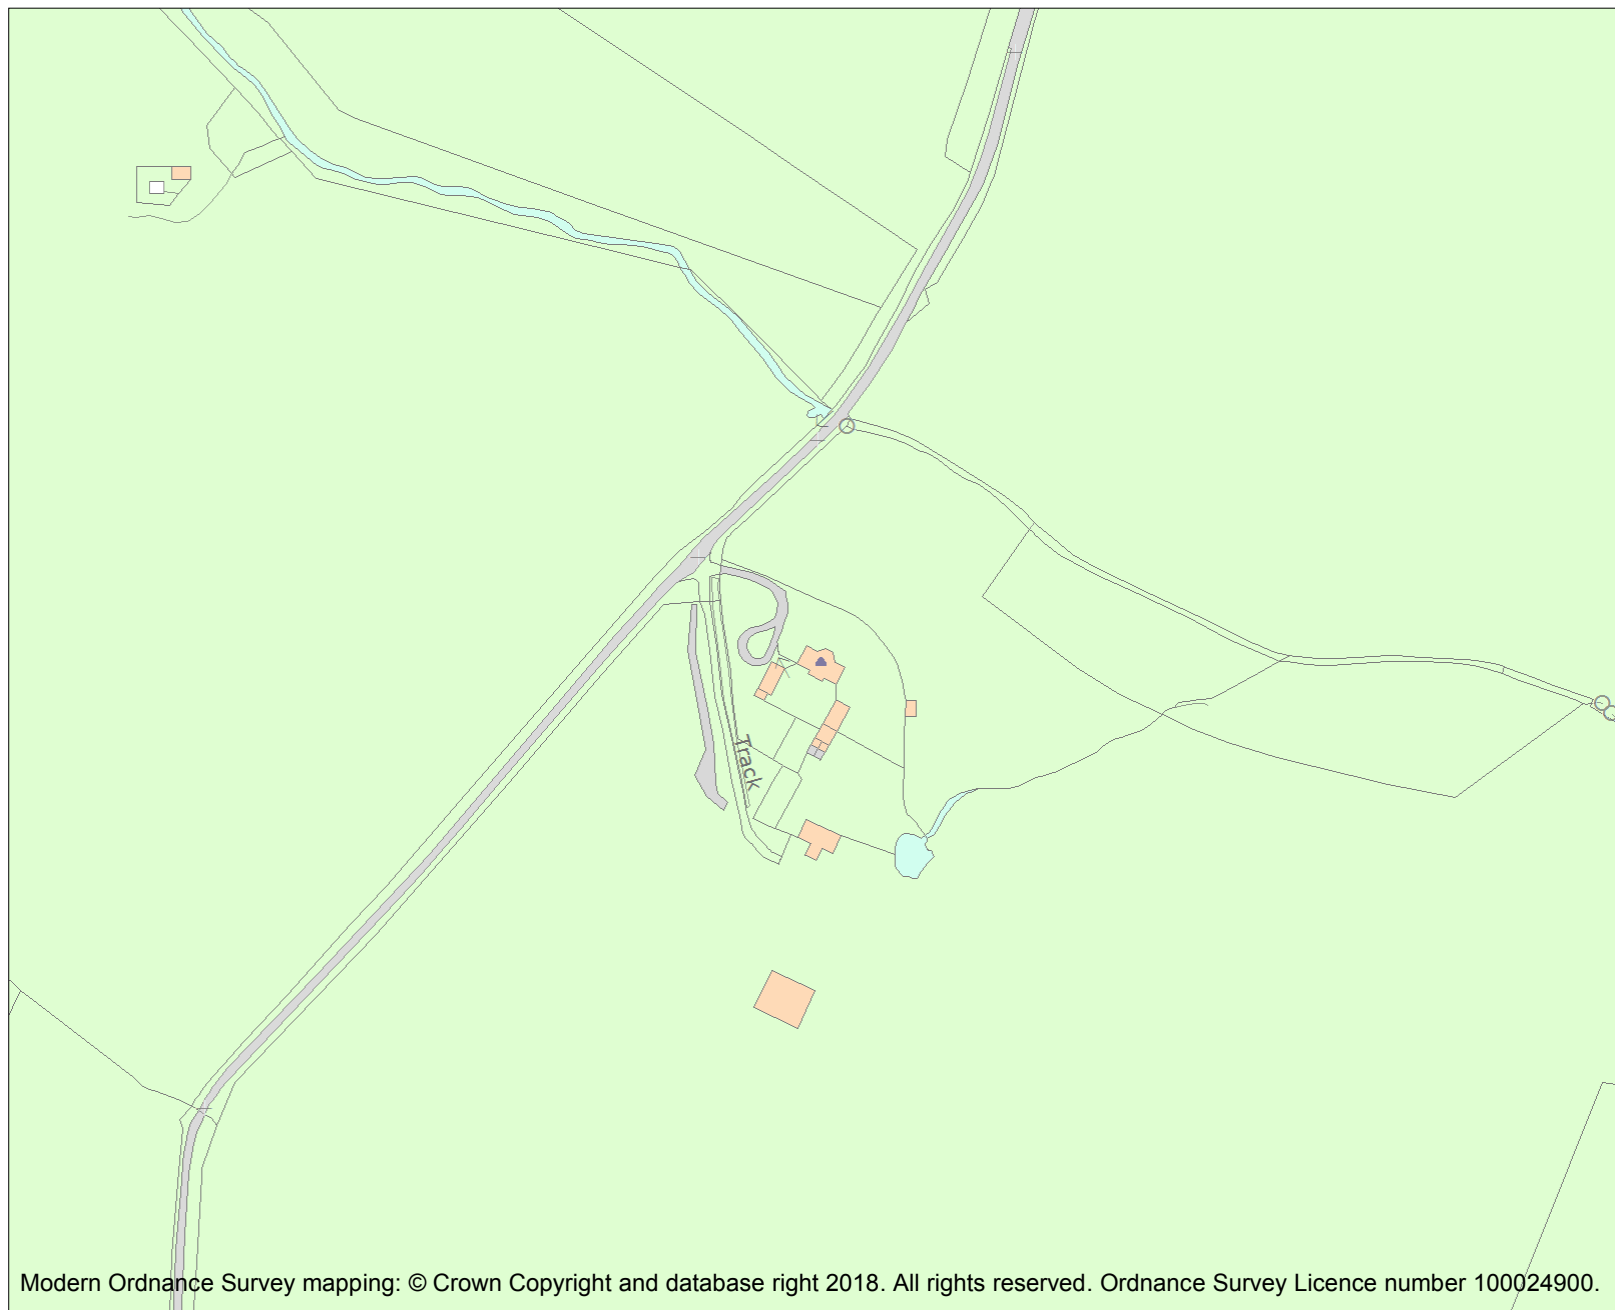 Track
Modern Ordnance Survey mapping: © Crown Copyright and database right 2018. All rights reserved. Ordnance Survey Licence number 100024900.